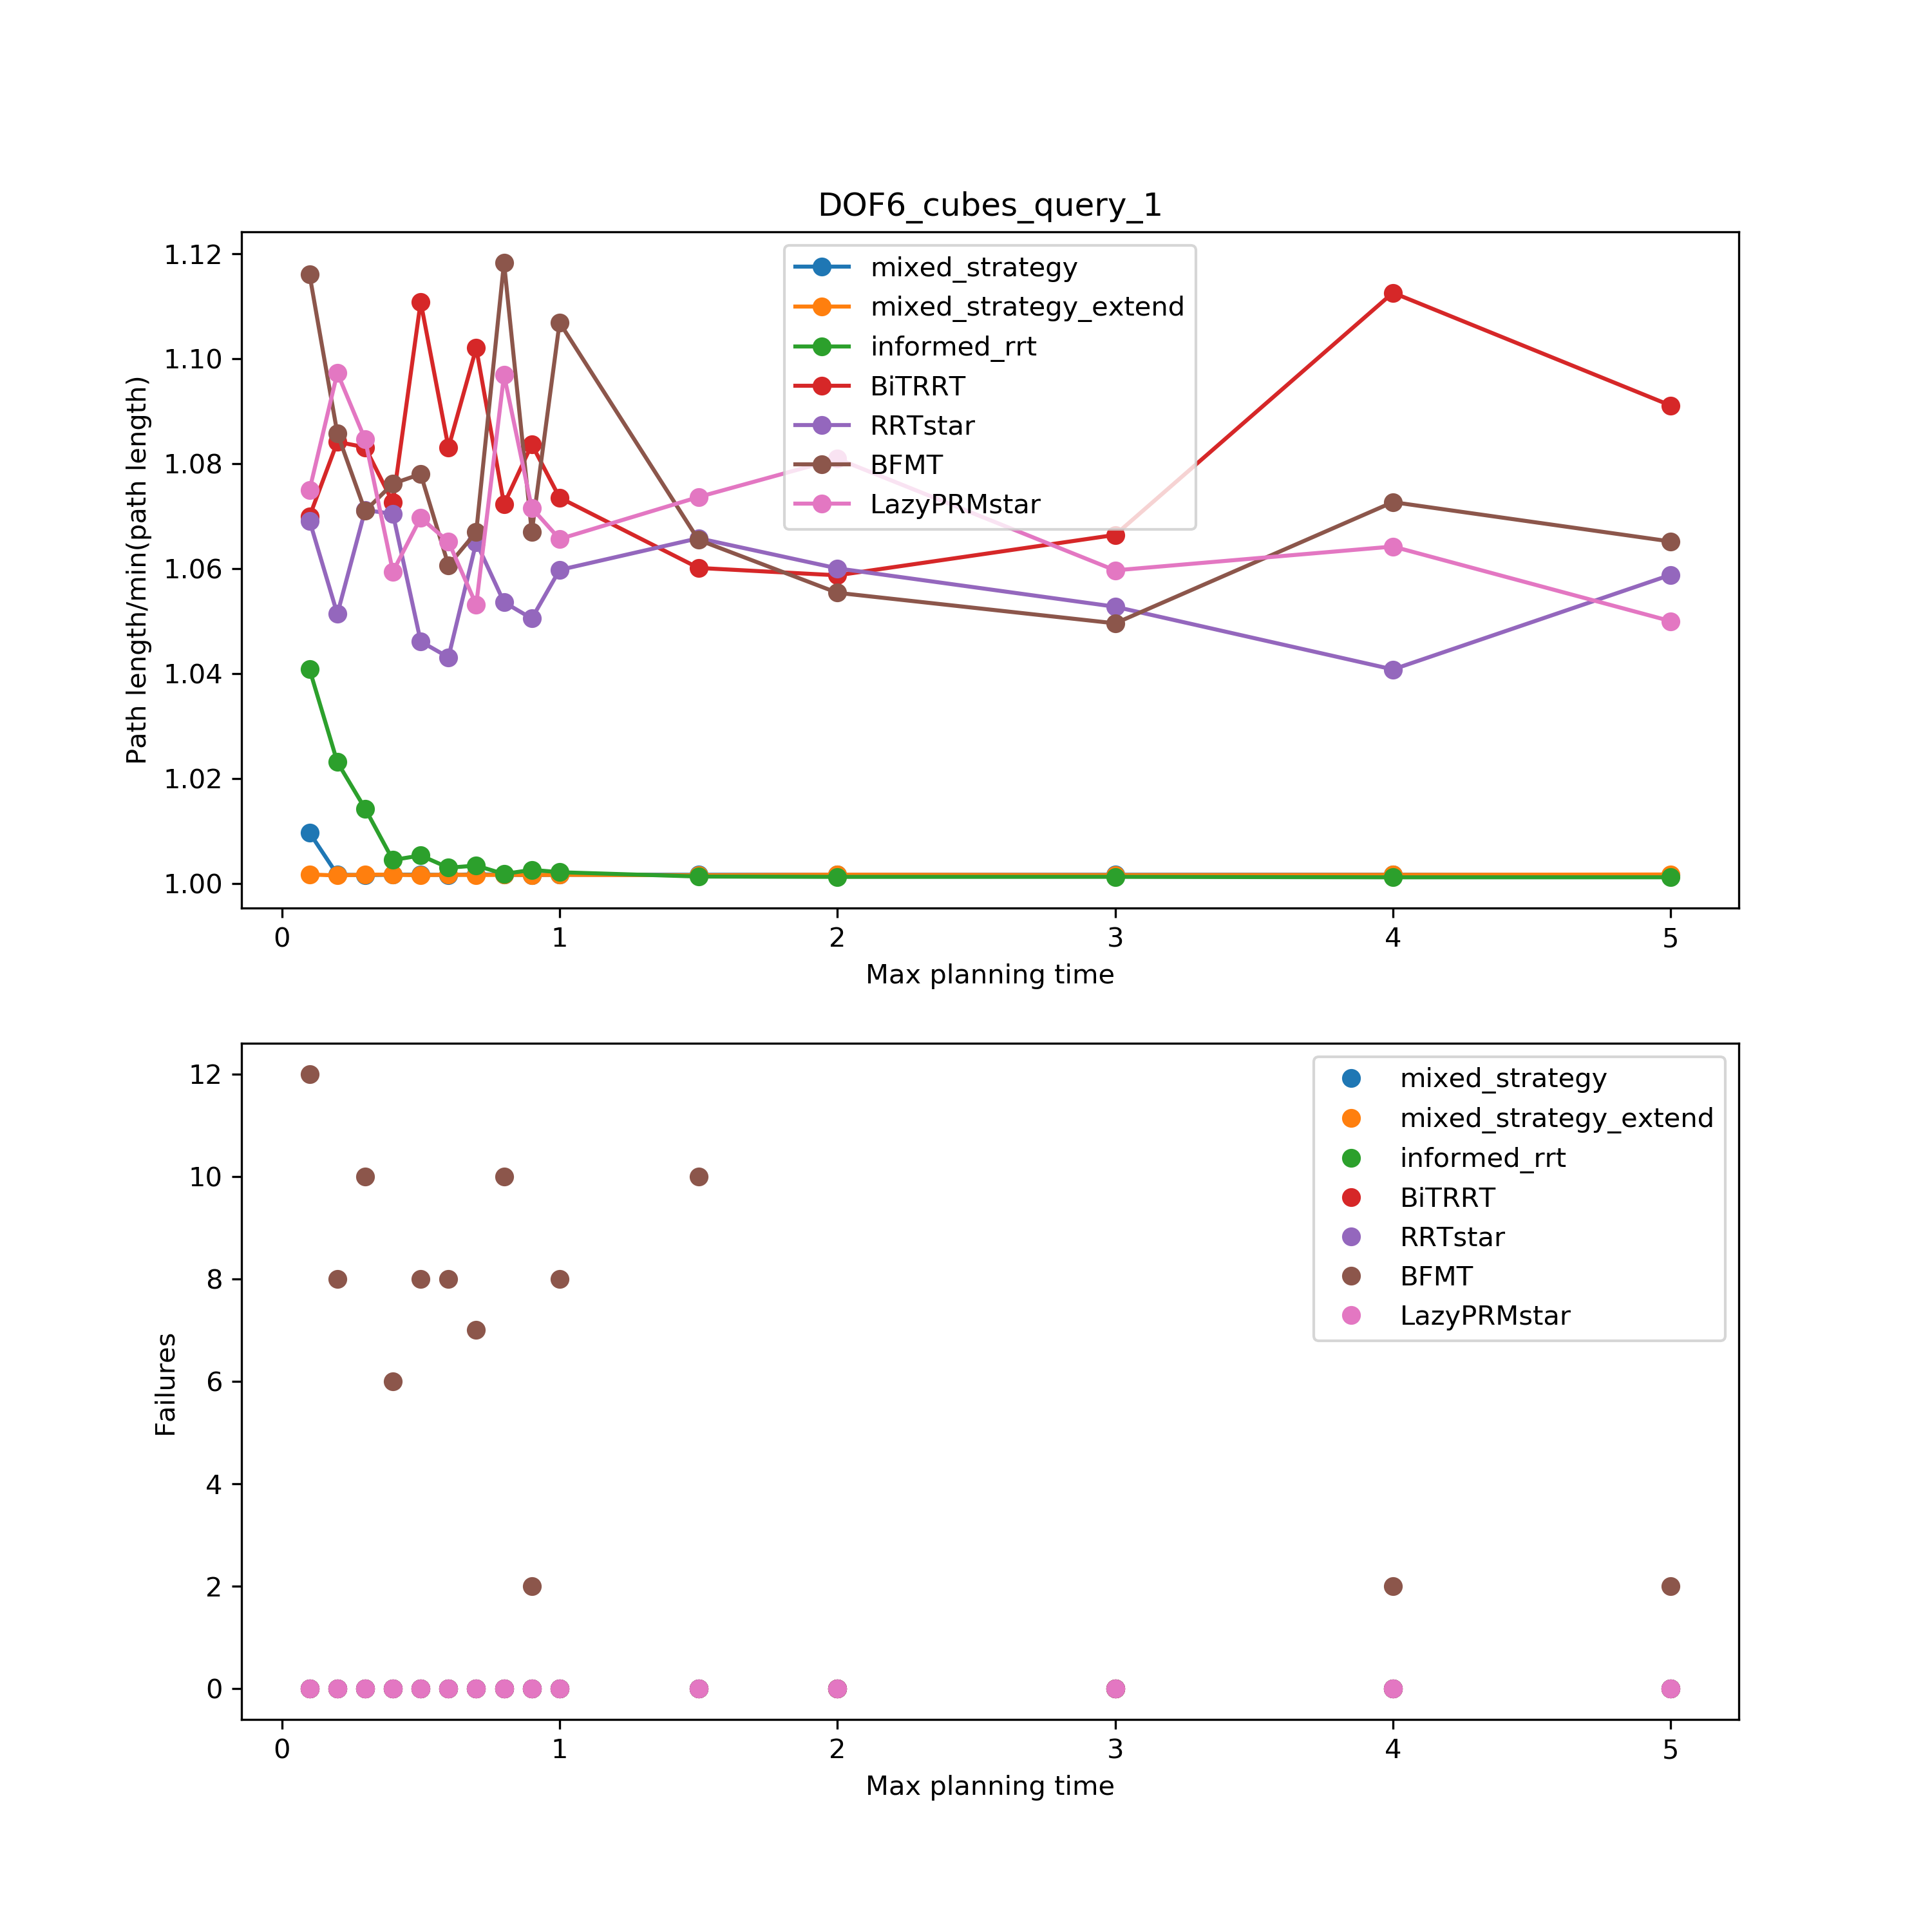 DOF6_cubes_query_1
1.12
1.10
1.08
1.06
1.04
1.02
1.00
Path length/min(path length)
mixed_strategy
mixed_strategy_extend
informed_rrt
BiTRRT
RRTstar
BFMT
LazyPRMstar
0 1 2 3 4 5
Max planning time
12
10
8
6
4
2
0
Failures
mixed_strategy
mixed_strategy_extend
informed_rrt
BiTRRT
RRTstar
BFMT
LazyPRMstar
0 1 2 3 4 5
Max planning time